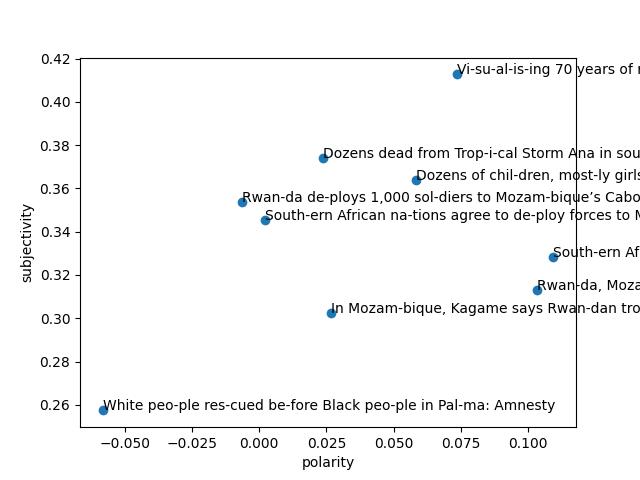 0.42
Vi-su-al-is-ing 70 years of
0.40
0.38
Dozens dead from Trop-i-cal Storm Ana in sou
Dozens of chil-dren, most-ly girls
0.36
Rwan-da de-ploys 1,000 sol-diers to Mozam-bique’s Cabo
South-ern African na-tions agree to de-ploy forces to M
0.34
South-ern Af
0.32
Rwan-da, Moza
In Mozam-bique, Kagame says Rwan-dan tro
0.30
0.28
0.26
White peo-ple res-cued be-fore Black peo-ple in Pal-ma: Amnesty
subjectivity
−0.050
−0.025
0.000
0.025
0.050
0.075
0.100
polarity